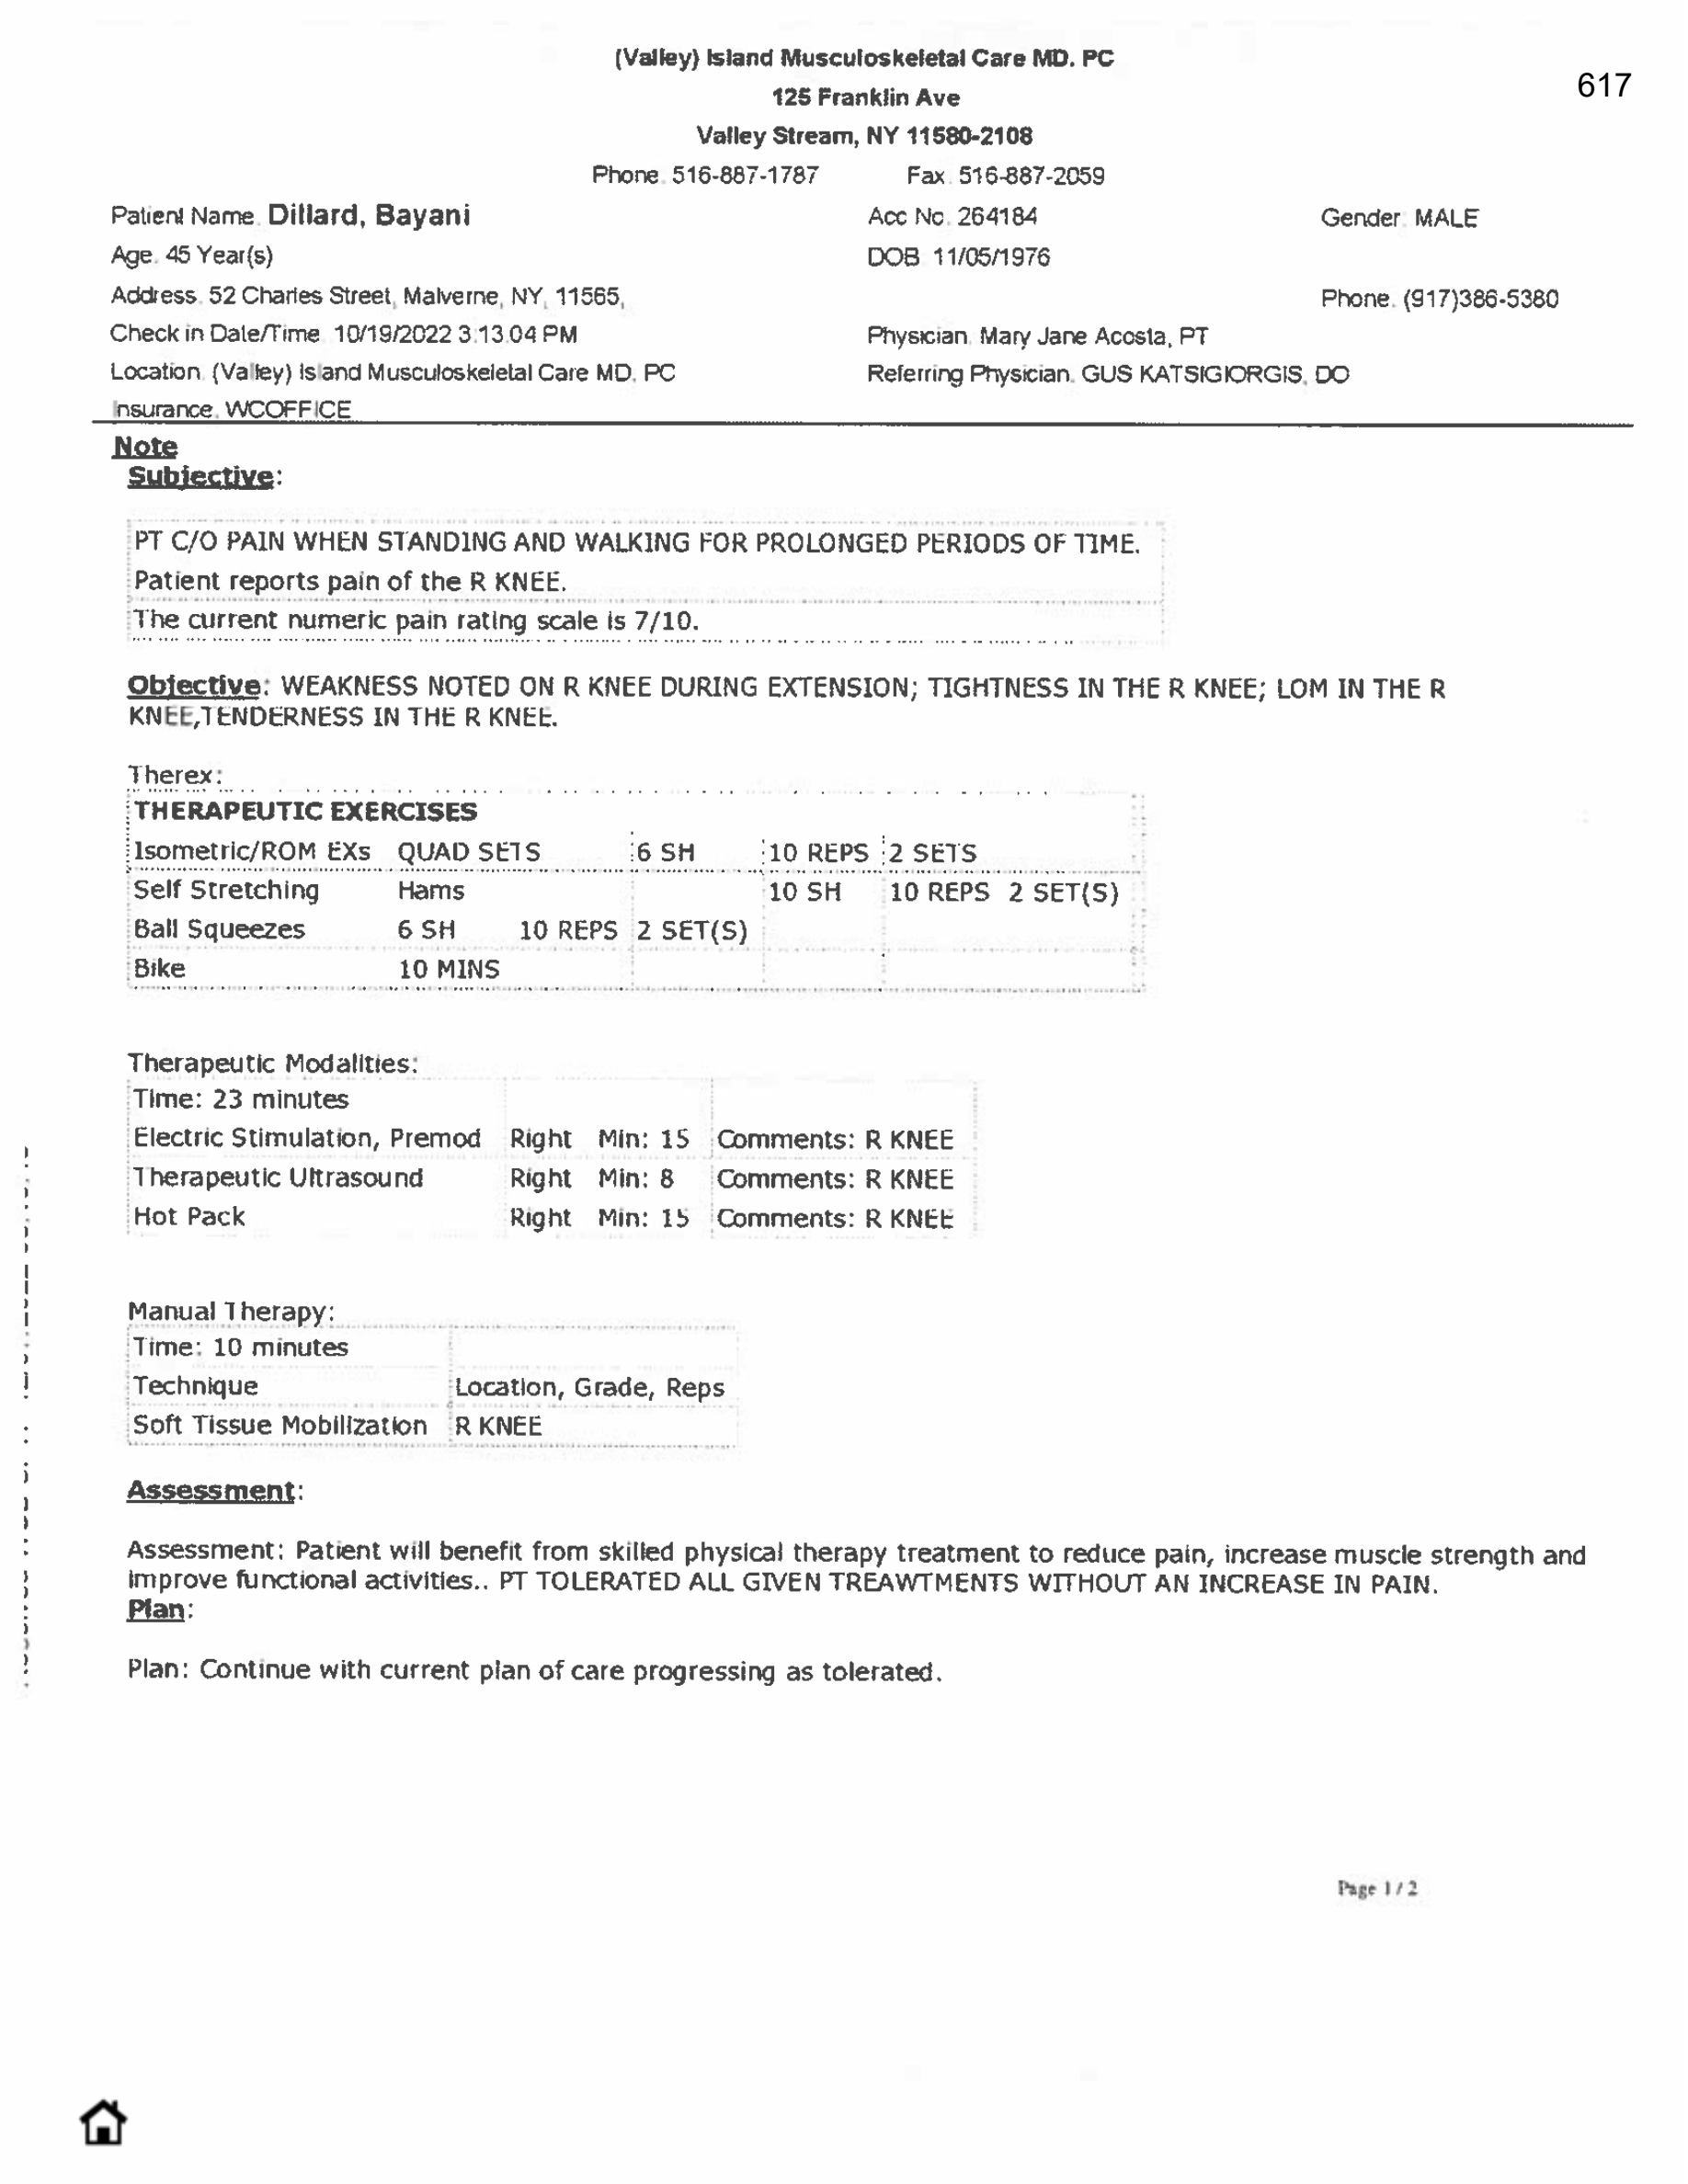 (Valley) Island Musculoskeletal Care MD. PC
617
125 Franklin Ave
Valley Stream, NY 11580-2108
Phone. 516-887-1787 Fax. 516-887-2059
Patient Name. Dillard, Bayani Acc No. 264184 Gender. MALE
Age. 45 Year(s) DOB 11/05/1976
Address. 52 Charles Street, Malverne, NY, 11565, Phone. (917)386-5380
Check in Date/Time. 10/19/2022 3:13.04 PM Physician. Mary Jane Acosta, PT
Location. (Valley) Island Musculoskeletal Care MD. PC Referring Physician. GUS KATSIGIORGIS, DO
Insurance. WCOFFICE
Note
Subjective:
PT C/O PAIN WHEN STANDING AND WALKING FOR PROLONGED PERIODS OF TIME.
Patient reports pain of the R KNEE.
The current numeric pain rating scale is 7/10.
Objective: WEAKNESS NOTED ON R KNEE DURING EXTENSION; TIGHTNESS IN THE R KNEE; LOM IN THE R
KNEE,TENDERNESS IN THE R KNEE.
Therex:
THERAPEUTIC EXERCISES
Isometric/ROM EXs QUAD SETS 6 SH 10 REPS 2 SETS
Self Stretching Hams 10 SH 10 REPS 2 SET(S)
Ball Squeezes 6 SH 10 REPS 2 SET(S)
Bike 10 MINS
Therapeutic Modalities:
Time: 23 minutes
Electric Stimulation, Premod Right Min: 15 Comments: R KNEE
Therapeutic Ultrasound Right Min: 8 Comments: R KNEE
Hot Pack Right Min: 15 Comments: R KNEE
Manual Therapy:
Time: 10 minutes
Technique Location, Grade, Reps
Soft Tissue Mobilization R KNEE
Assessment:
Assessment: Patient will benefit from skilled physical therapy treatment to reduce pain, increase muscle strength and
improve functional activities.. PT TOLERATED ALL GIVEN TREAWTMENTS WITHOUT AN INCREASE IN PAIN.
Plan:
Plan: Continue with current plan of care progressing as tolerated.
Page 1 / 2